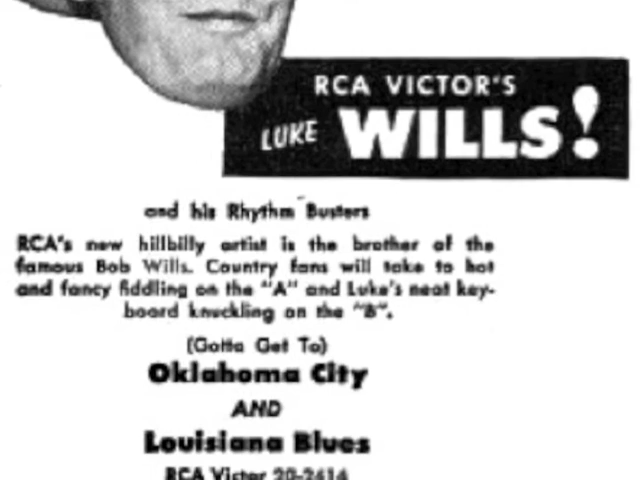 RCA VICTOR'S
LUKE WILLS!
and his Rhythm Busters
RCA's new hillbilly artist is the brother of the
famous Bob Wills. Country fans will take to hot
and fancy fiddling on the "A" and Luke's neat key-
board knuckling on the "B".
(Gotta Get To)
Oklahoma City
AND
Louisiana Blues
RCA Victor 20-2414